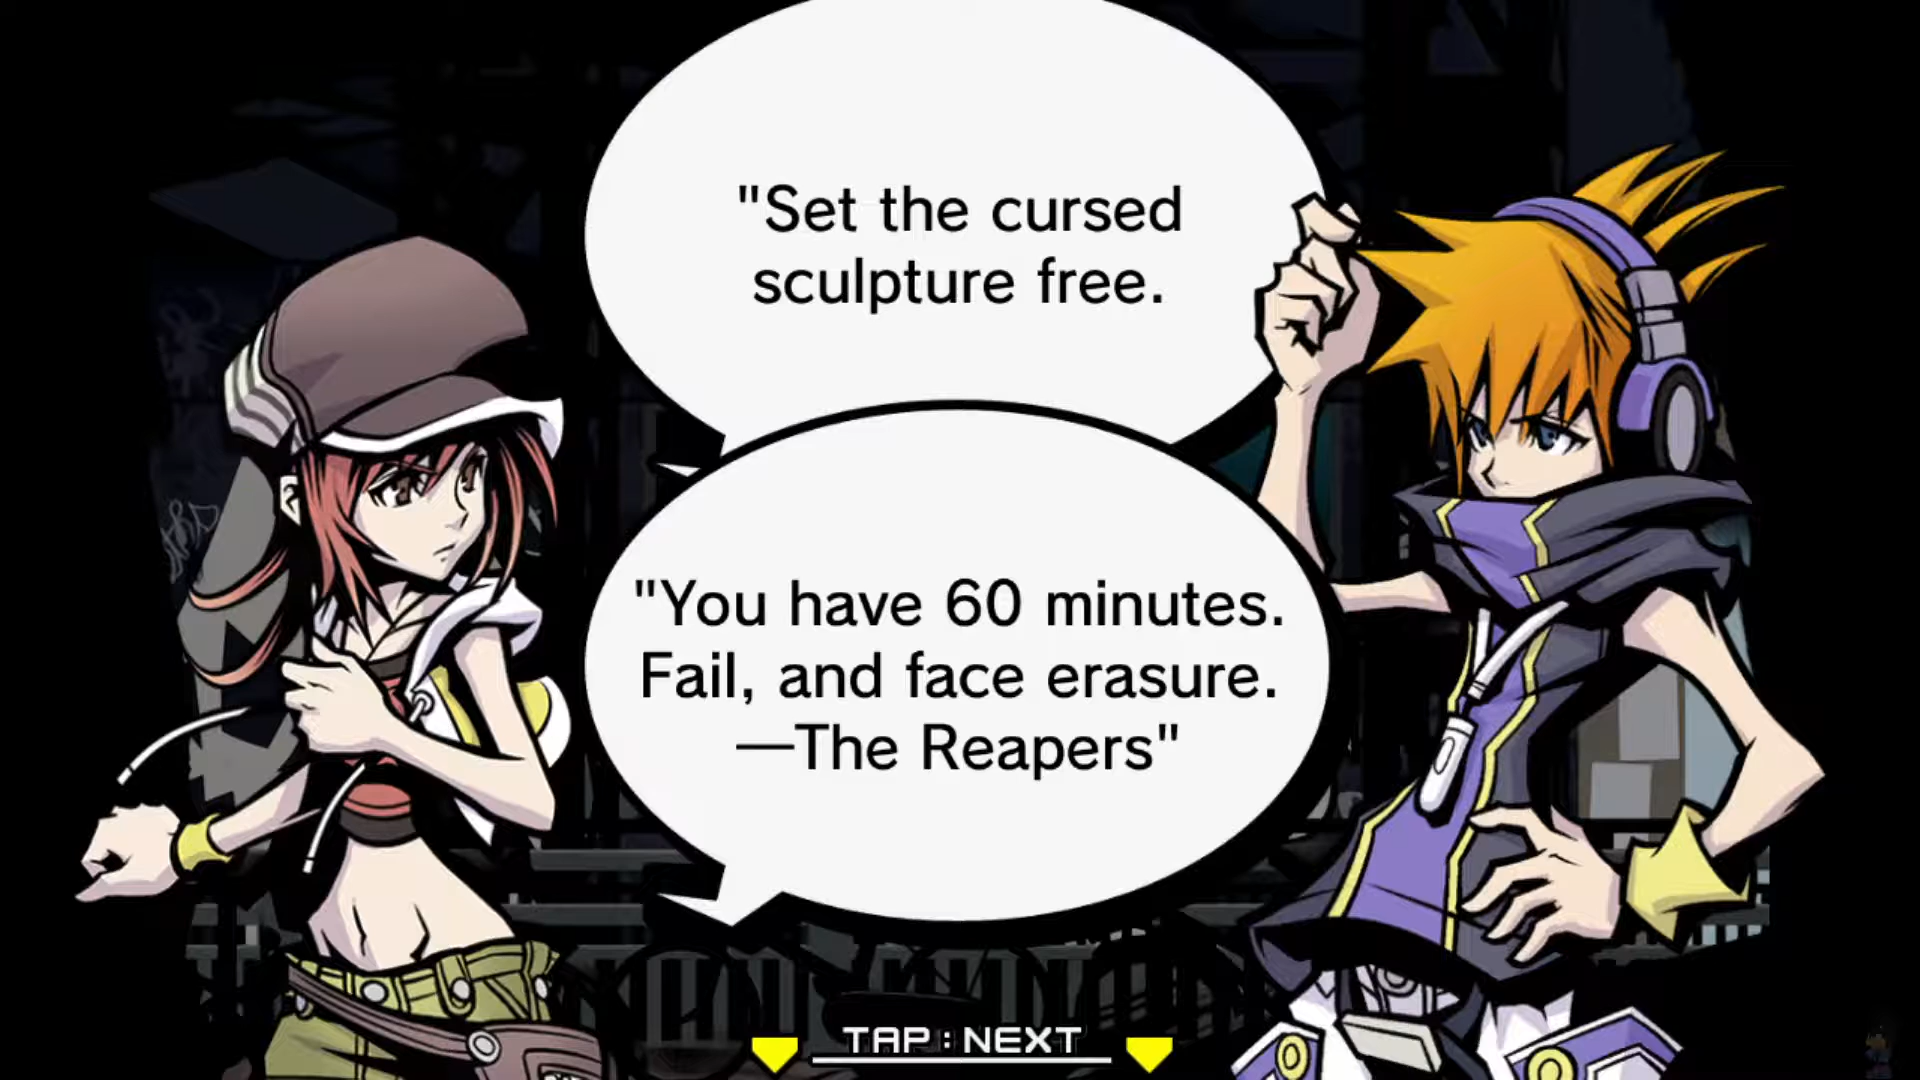 "Set the cursed
sculpture free.
"You have 60 minutes.
Fail, and face erasure.
—The Reapers"
TAP : NEXT